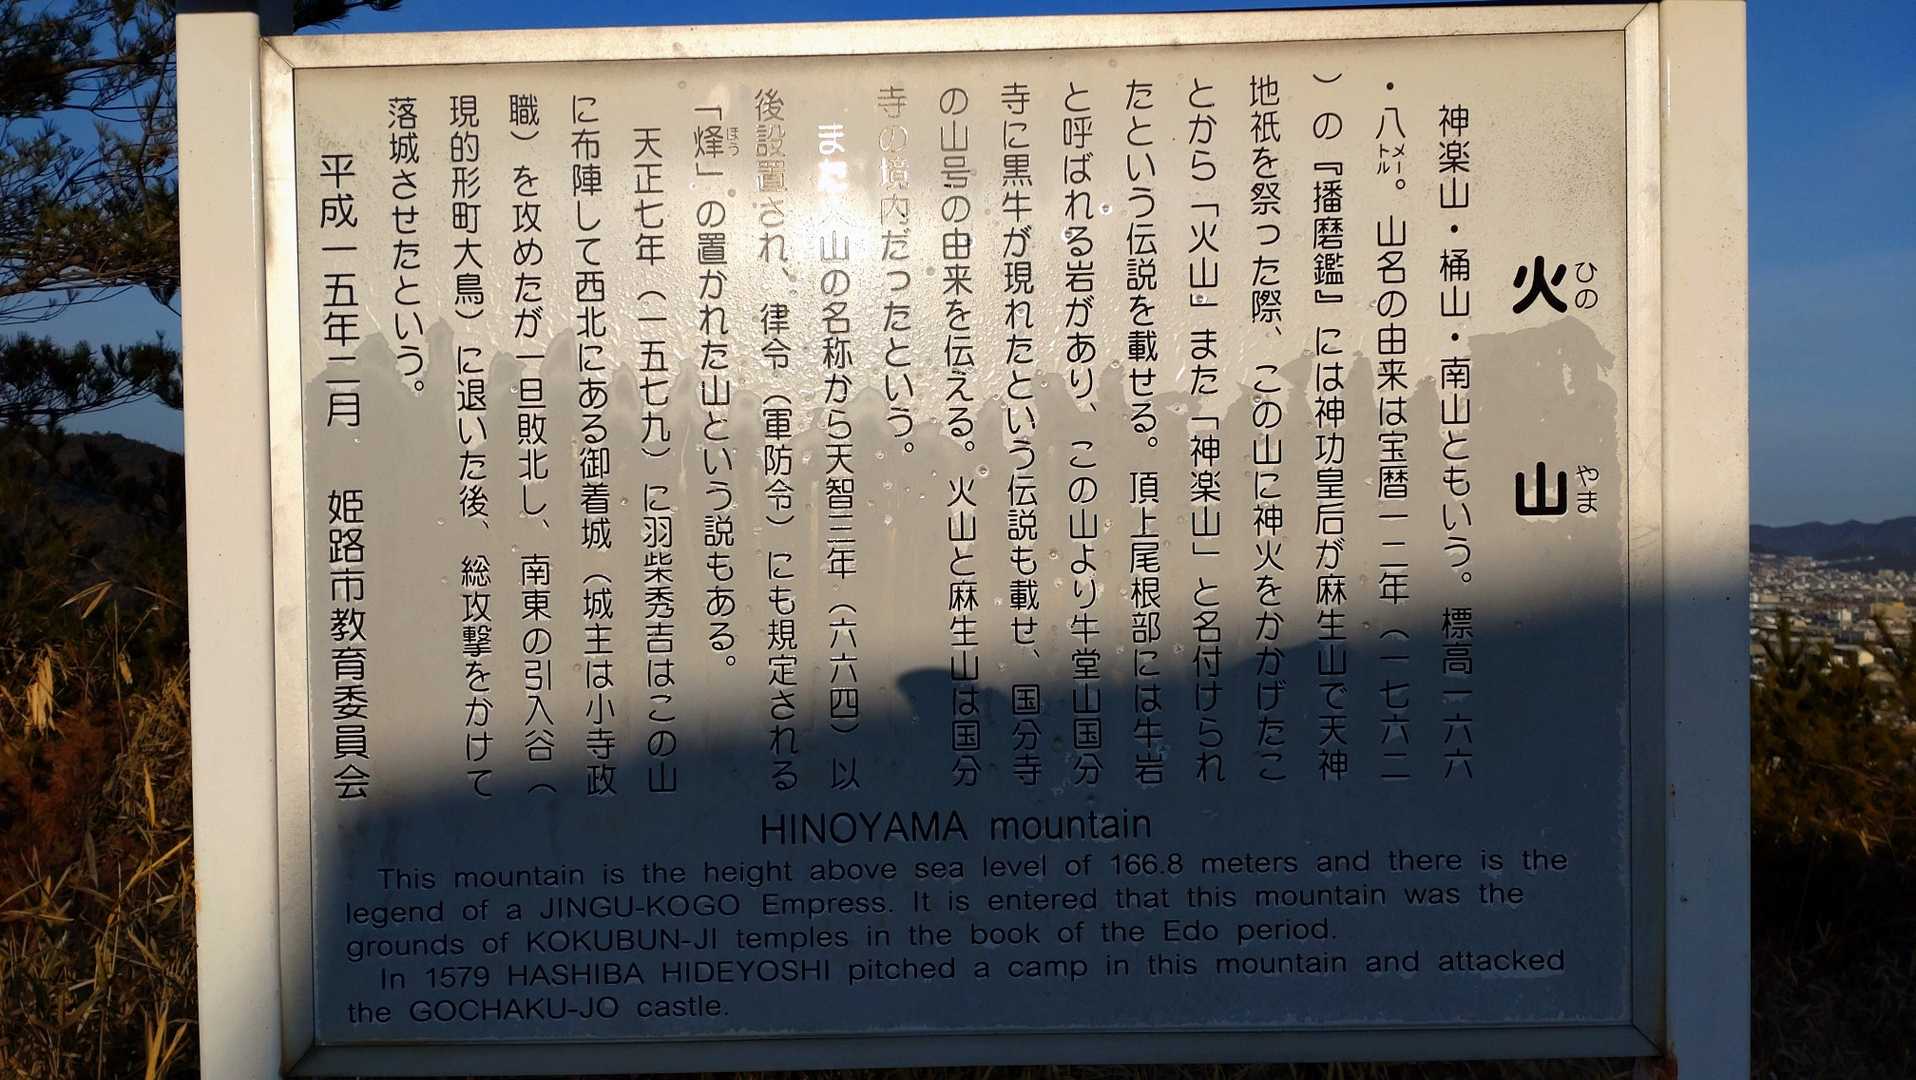 火山
ひのやま
神楽山・桶山・南山ともいう。標高一六六
・八メートル。山名の由来は宝暦一二年（一七六二
）の『播磨鑑』には神功皇后が麻生山で天神
地祇を祭った際、この山に神火をかかげたこ
とから「火山」また「神楽山」と名付けられ
たという伝説を載せる。頂上尾根部には牛岩
と呼ばれる岩があり、この山より牛堂山国分
寺に黒牛が現れたという伝説も載せ、国分寺
の山号の由来を伝える。火山と麻生山は国分
寺の境内だったという。
また火山の名称から天智三年（六六四）以
後設置され、律令（軍防令）にも規定される
「烽」の置かれた山という説もある。
ほう
天正七年（一五七九）に羽柴秀吉はこの山
に布陣して西北にある御着城（城主は小寺政
職）を攻めたが一旦敗北し、南東の引入谷（
現的形町大鳥）に退いた後、総攻撃をかけて
落城させたという。
平成一五年二月　姫路市教育委員会
HINOYAMA mountain
This mountain is the height above sea level of 166.8 meters and there is the
legend of a JINGU-KOGO Empress. It is entered that this mountain was the
grounds of KOKUBUN-JI temples in the book of the Edo period.
In 1579 HASHIBA HIDEYOSHI pitched a camp in this mountain and attacked
the GOCHAKU-JO castle.